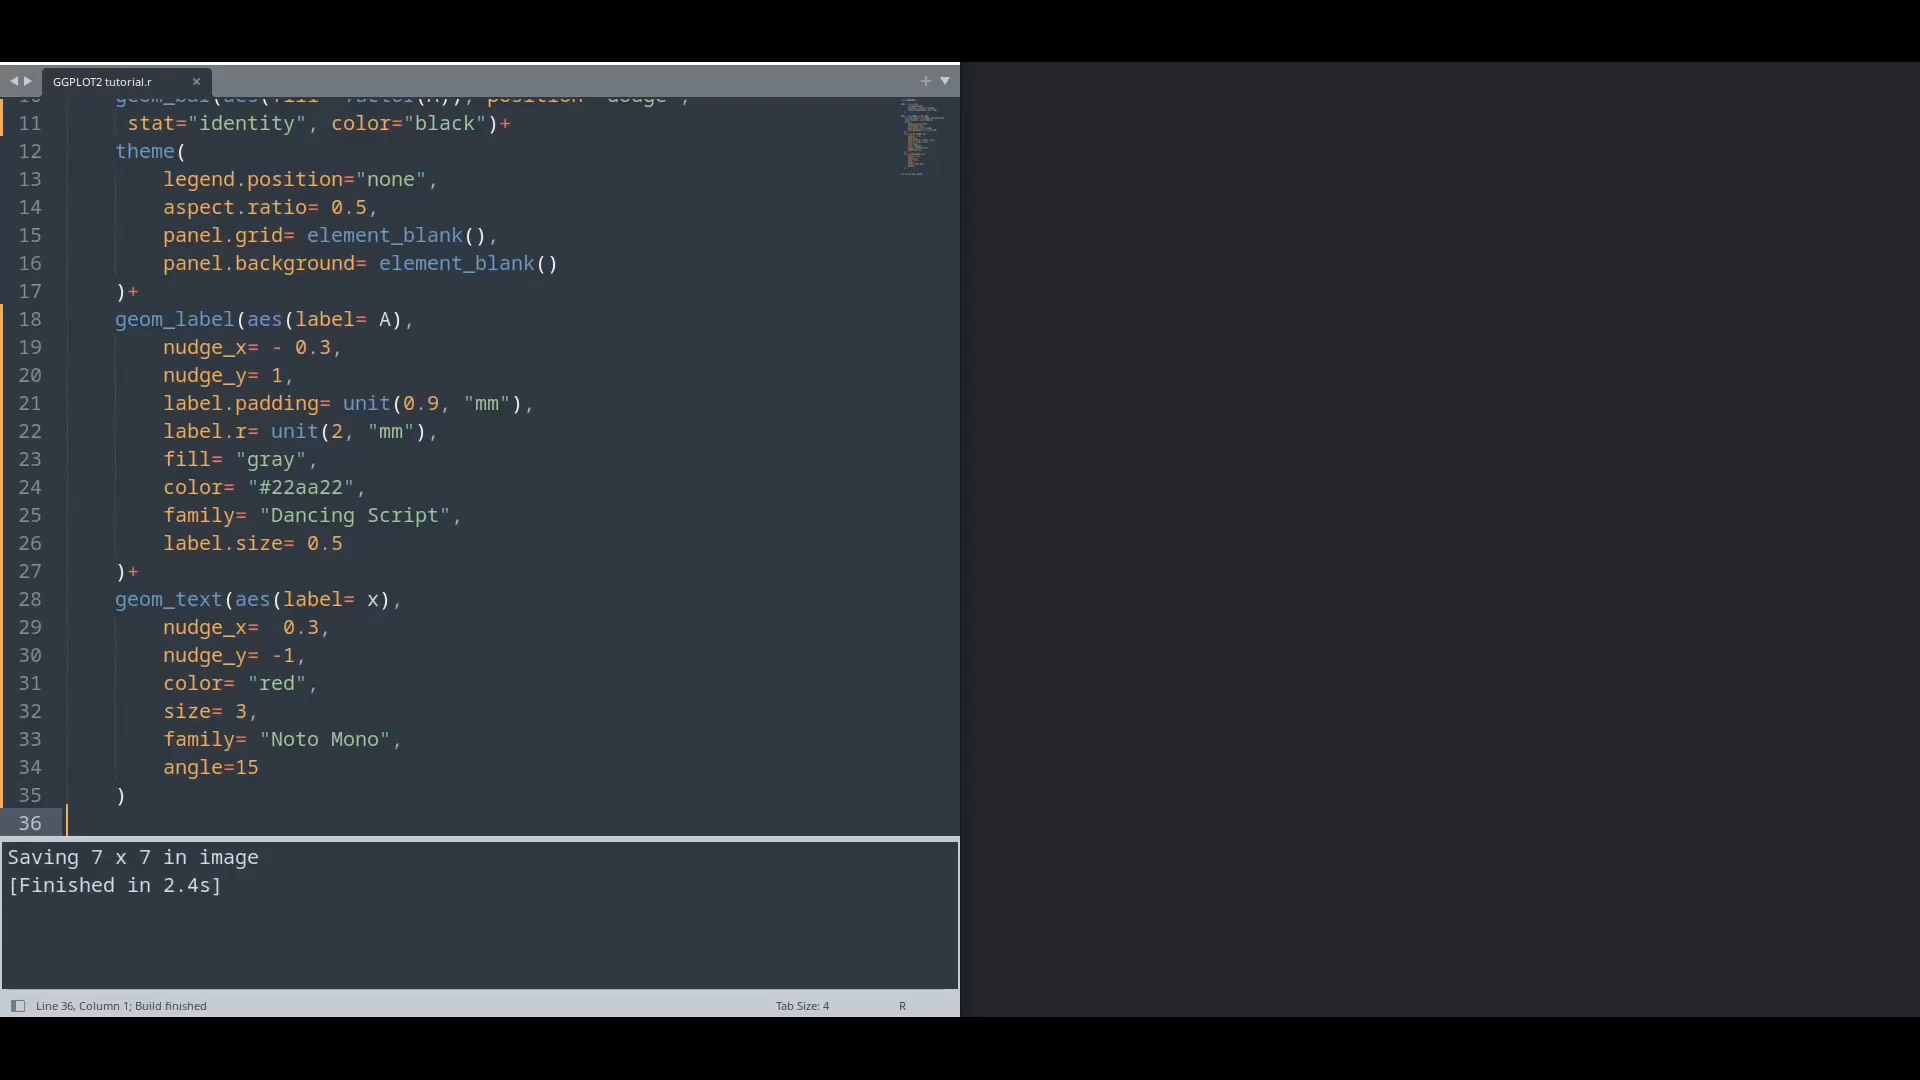 GGPLOT2 tutorial.r
11 stat="identity", color="black")+
12 theme(
13 legend.position="none",
14 aspect.ratio= 0.5,
15 panel.grid= element_blank(),
16 panel.background= element_blank()
17 )+
18 geom_label(aes(label= A),
19 nudge_x= - 0.3,
20 nudge_y= 1,
21 label.padding= unit(0.9, "mm"),
22 label.r= unit(2, "mm"),
23 fill= "gray",
24 color= "#22aa22",
25 family= "Dancing Script",
26 label.size= 0.5
27 )+
28 geom_text(aes(label= x),
29 nudge_x=  0.3,
30 nudge_y= -1,
31 color= "red",
32 size= 3,
33 family= "Noto Mono",
34 angle=15
35 )
36
Saving 7 x 7 in image
[Finished in 2.4s]
Line 36, Column 1; Build finished
Tab Size: 4
R